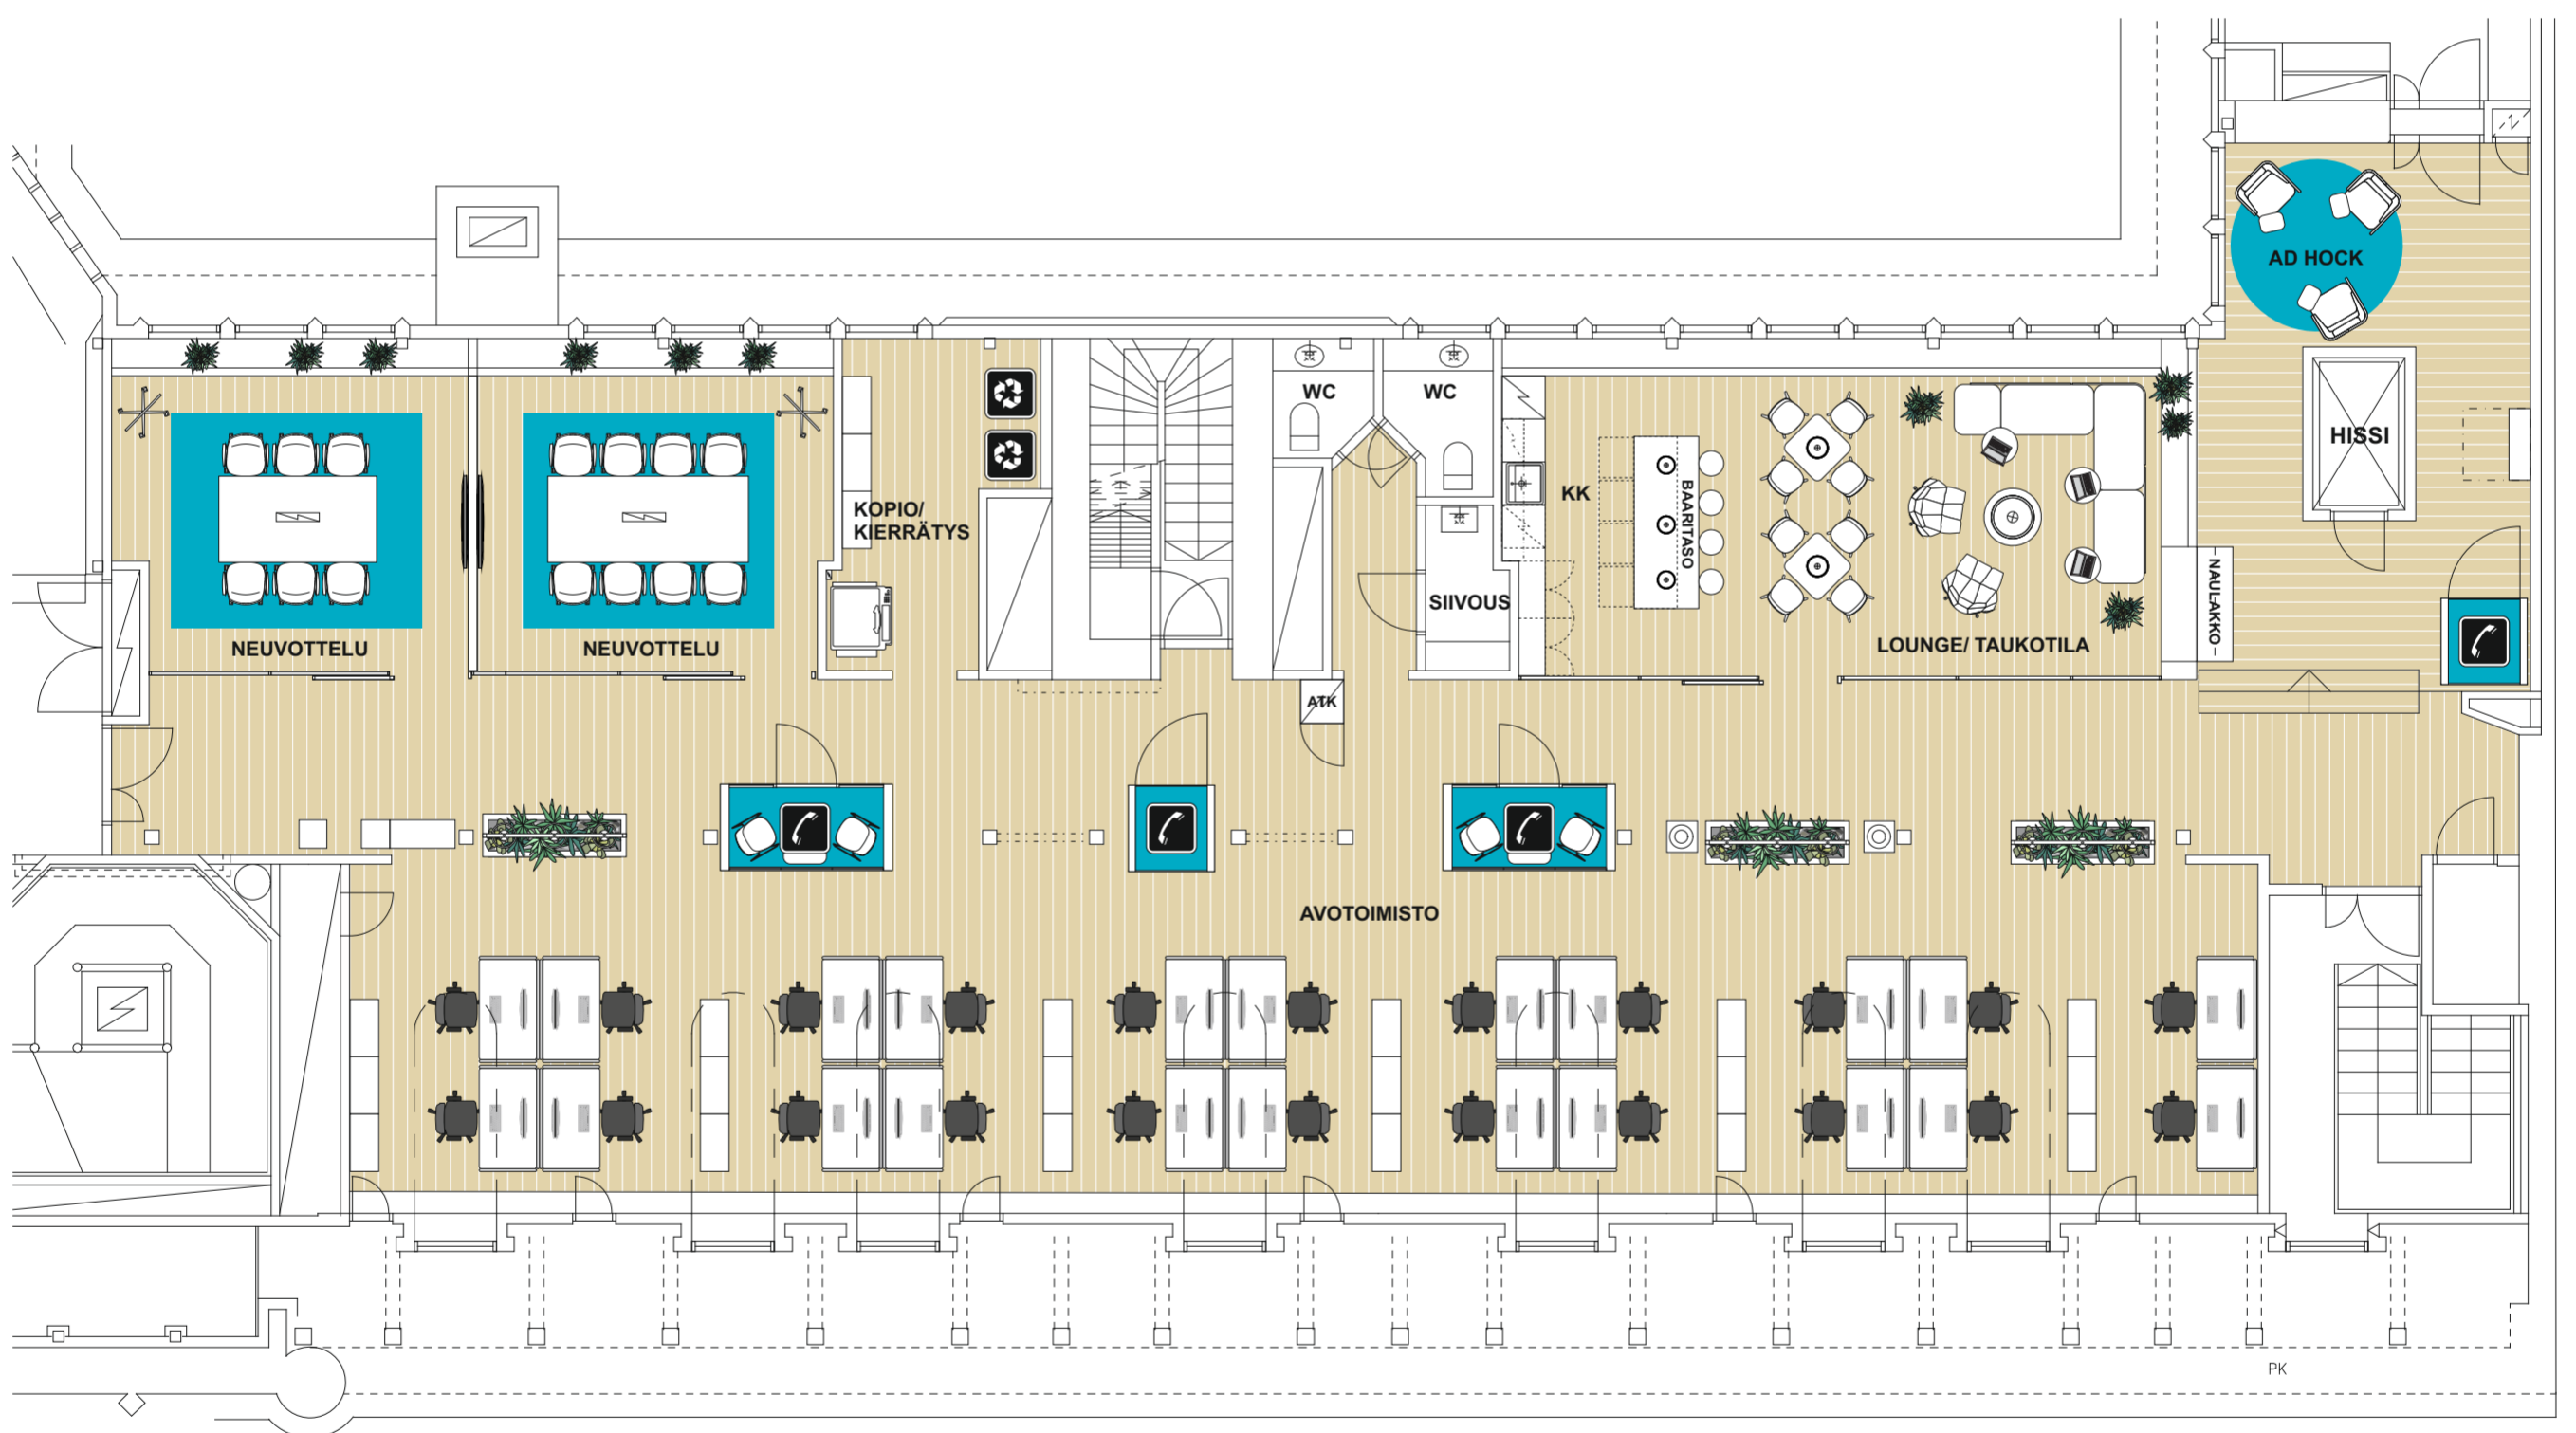 AD HOCK
WC
WC
HISSI
KK
BAARITASO
KOPIO/
KIERRÄTYS
SIIVOUS
NEUVOTTELU
NEUVOTTELU
LOUNGE/ TAUKOTILA
NAULAKKO
ATK
AVOTOIMISTO
PK